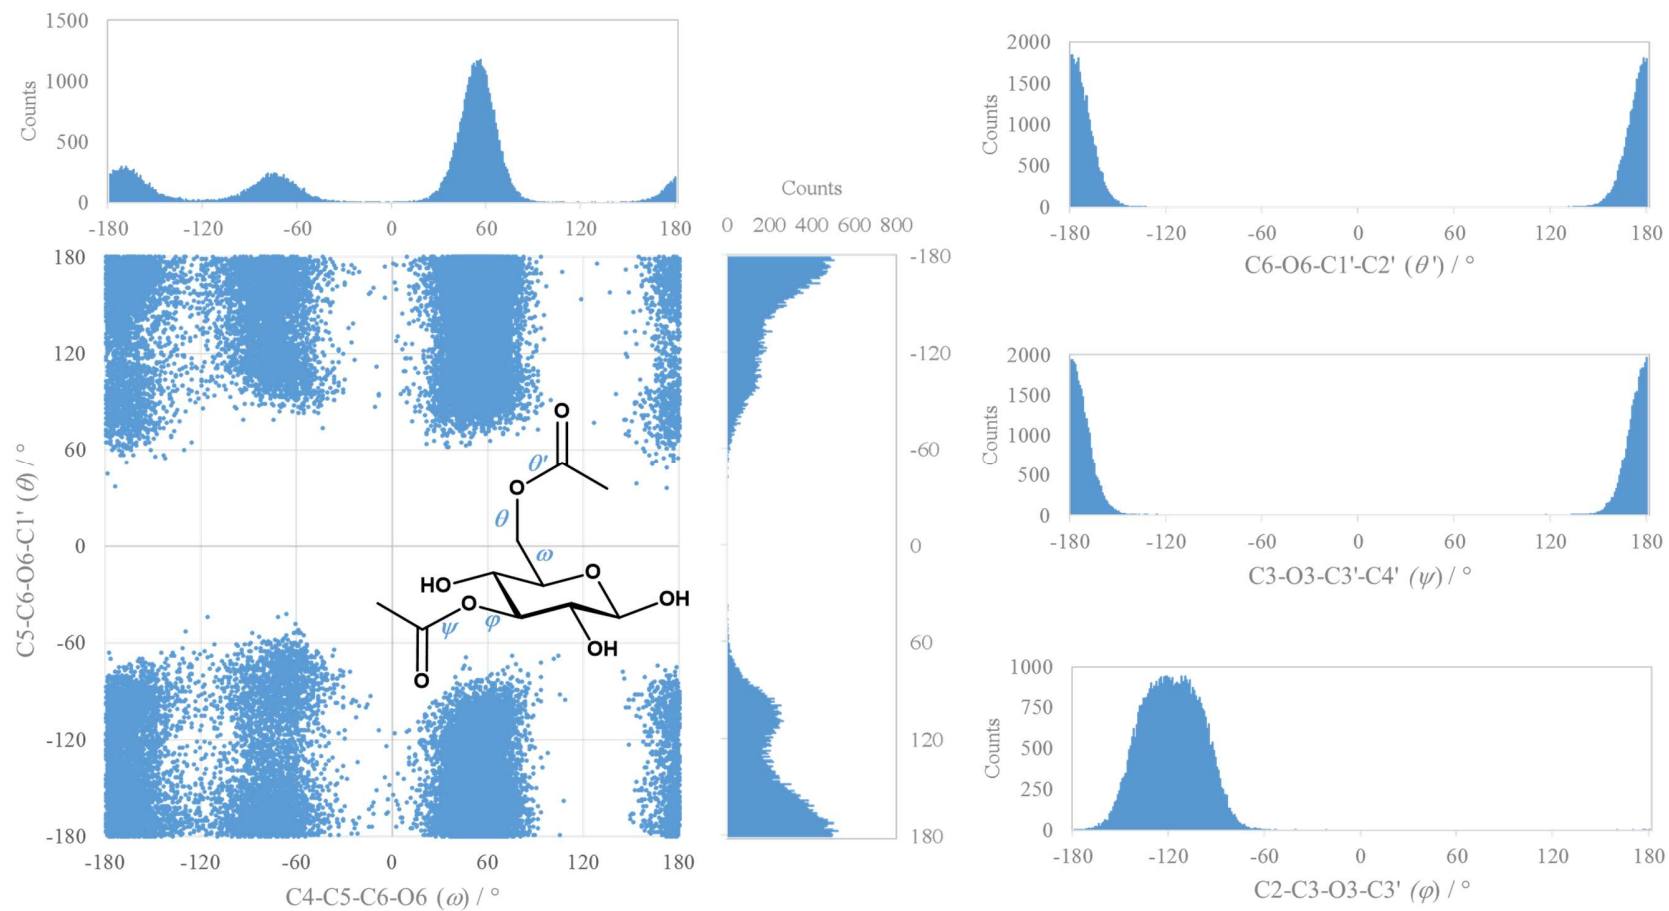 1500
1000
500
0
Counts
-180 -120 -60 0 60 120 180
Counts
0 200 400 600 800
180
120
60
0
-60
-120
-180
C5-C6-O6-C1' (θ) / °
-180 -120 -60 0 60 120 180
C4-C5-C6-O6 (ω) / °
-180
-120
-60
0
60
120
180
O
θ'
O
θ
ω
HO
O
O
OH
ψ
φ
OH
O
2000
1500
1000
500
0
Counts
-180 -120 -60 0 60 120 180
C6-O6-C1'-C2' (θ') / °
2000
1500
1000
500
0
Counts
-180 -120 -60 0 60 120 180
C3-O3-C3'-C4' (ψ) / °
1000
750
500
250
0
Counts
-180 -120 -60 0 60 120 180
C2-C3-O3-C3' (φ) / °